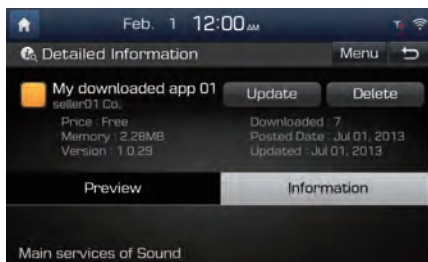 Feb. 1 12:00 AM
Detailed Information Menu
My downloaded app 01 Update Delete
seller01 Co,
Price : Free Downloaded : 7
Memory : 2.28MB Posted Date : Jul 01, 2013
Version : 1.0.29 Updated : Jul 01, 2013
Preview Information
Main services of Sound